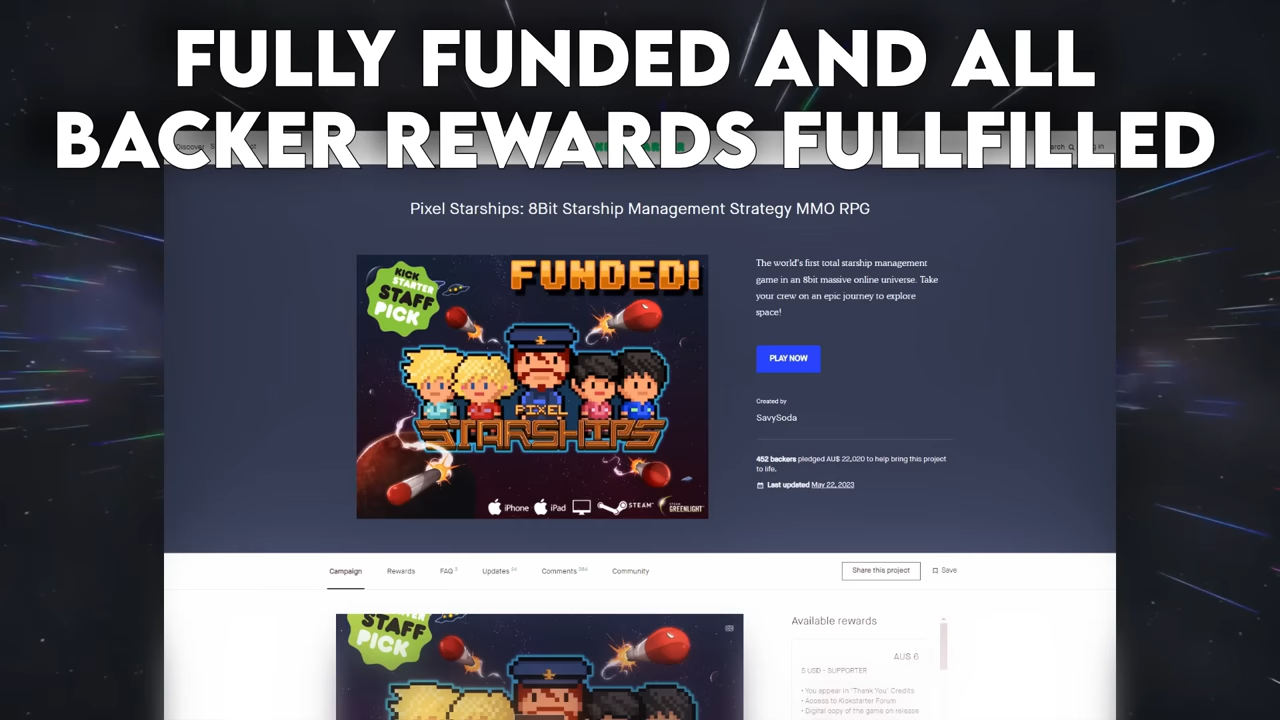 FULLY FUNDED AND ALL
BACKER REWARDS FULLFILLED
Discover
Pixel Starships: 8Bit Starship Management Strategy MMO RPG
KICK
STARTER
STAFF
PICK
FUNDED!
PIXEL
STARSHIPS
iPhone
iPad
STEAM
STEAM
GREENLIGHT
The world's first total starship management
game in an 8bit massive online universe. Take
your crew on an epic journey to explore
space!
PLAY NOW
Created by
SavySoda
452 backers pledged AU$ 22,020 to help bring this project
to life.
Last updated May 22, 2023
Campaign
Rewards
FAQ 3
Updates
Comments
Community
Share this project
Save
STAFF
PICK
Available rewards
AU$ 6
5 USD - SUPPORTER
• You appear in "Thank You" Credits
• Access to Kickstarter Forum
• Digital copy of the game on release